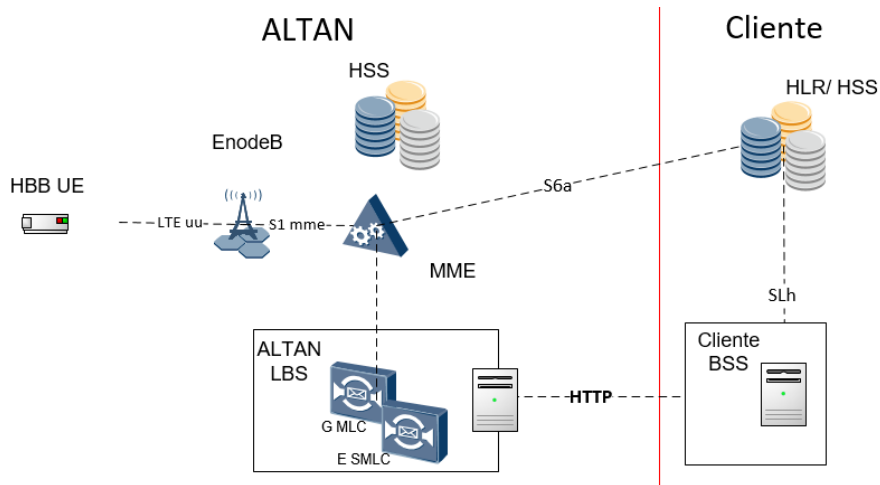 ALTAN
Cliente
HSS
HLR/ HSS
EnodeB
HBB UE
S6a
LTE uu
S1 mme
MME
SLh
ALTAN
LBS
Cliente
BSS
HTTP
G MLC
E SMLC